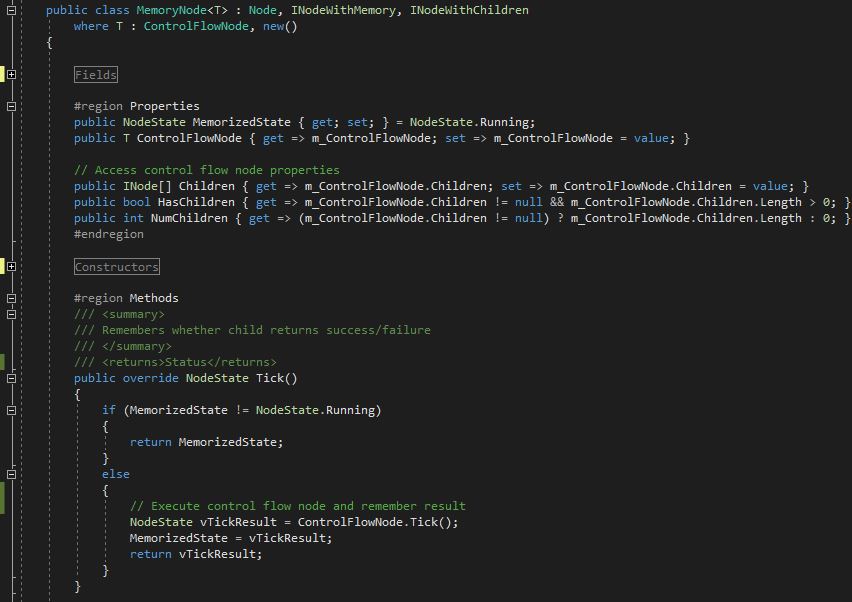 public class MemoryNode<T> : Node, INodeWithMemory, INodeWithChildren
where T : ControlFlowNode, new()
{
Fields
#region Properties
public NodeState MemorizedState { get; set; } = NodeState.Running;
public T ControlFlowNode { get => m_ControlFlowNode; set => m_ControlFlowNode = value; }
// Access control flow node properties
public INode[] Children { get => m_ControlFlowNode.Children; set => m_ControlFlowNode.Children = value; }
public bool HasChildren { get => m_ControlFlowNode.Children != null && m_ControlFlowNode.Children.Length > 0; }
public int NumChildren { get => (m_ControlFlowNode.Children != null) ? m_ControlFlowNode.Children.Length : 0; }
#endregion
Constructors
#region Methods
/// <summary>
/// Remembers whether child returns success/failure
/// </summary>
/// <returns>Status</returns>
public override NodeState Tick()
{
if (MemorizedState != NodeState.Running)
{
return MemorizedState;
}
else
{
// Execute control flow node and remember result
NodeState vTickResult = ControlFlowNode.Tick();
MemorizedState = vTickResult;
return vTickResult;
}
}